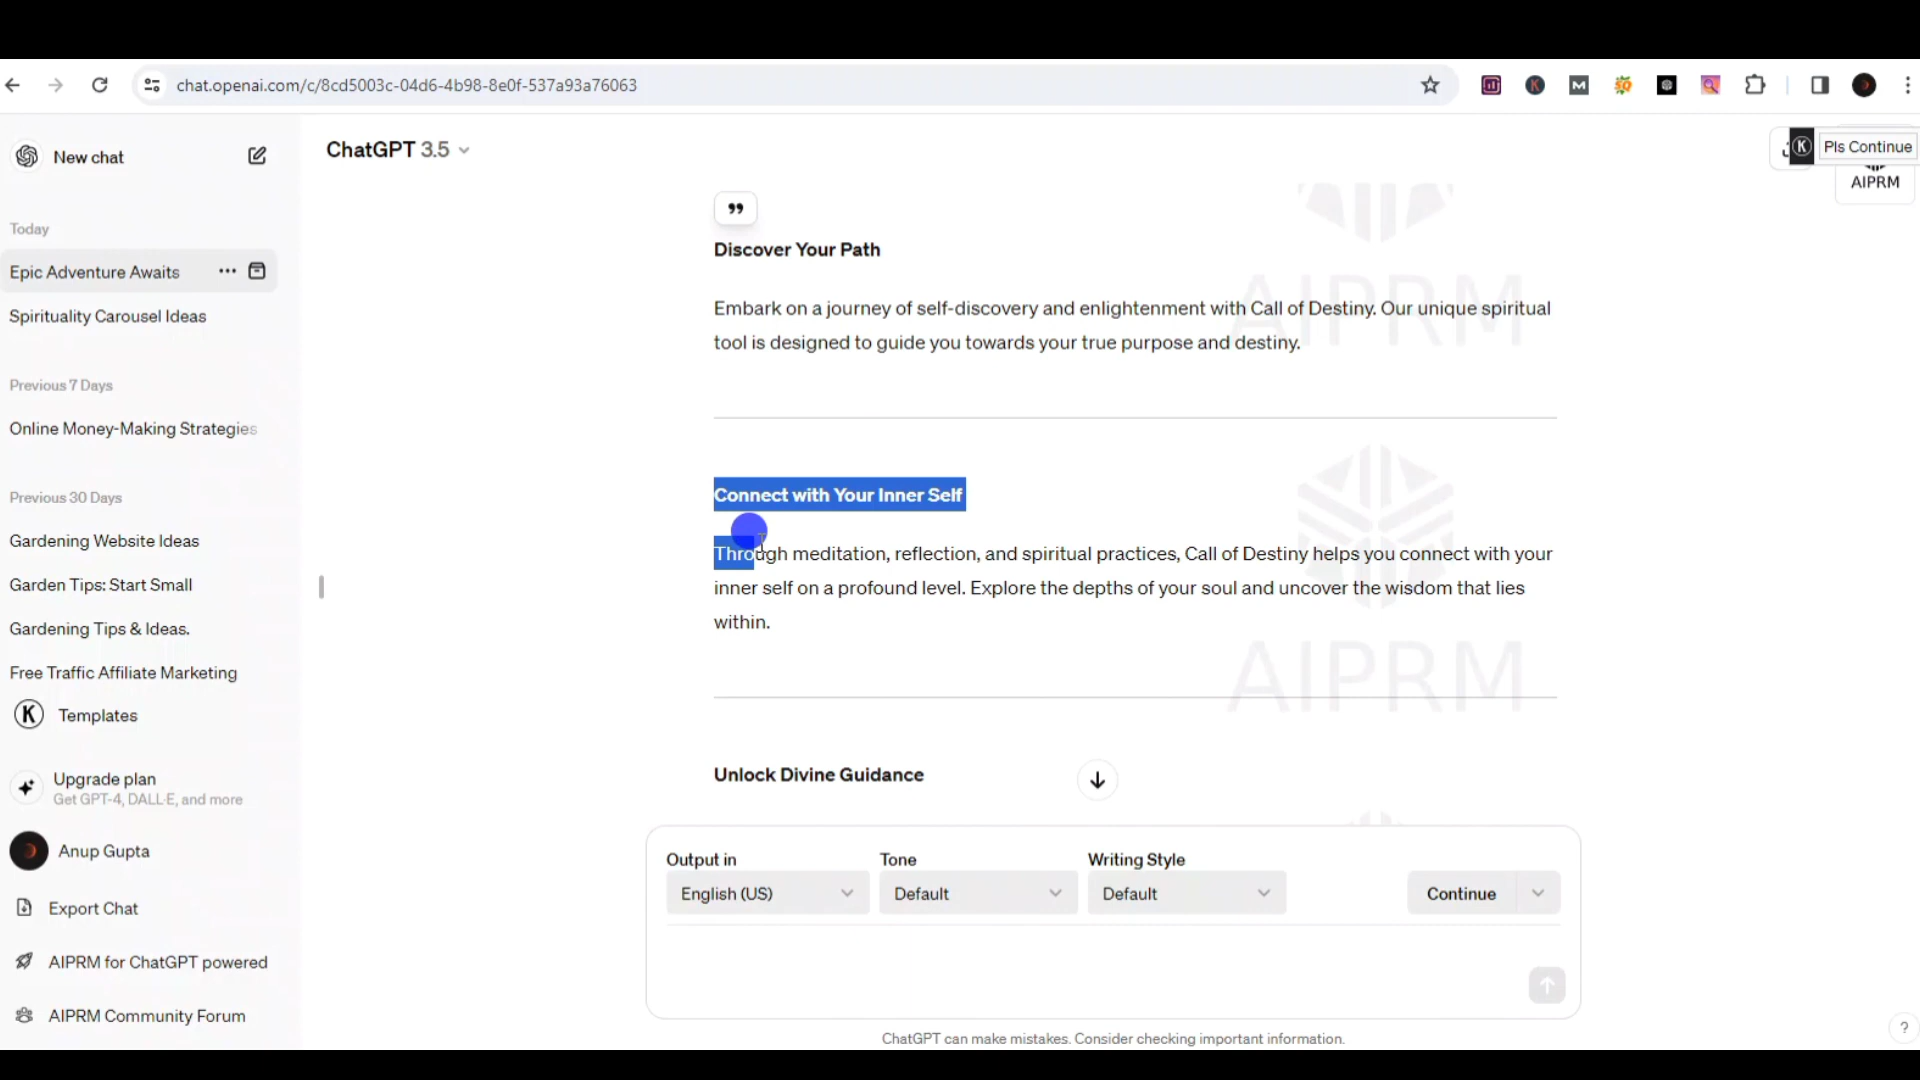 chat.openai.com/c/8cd5003c-04d6-4b98-8e0f-537a93a76063
New chat
ChatGPT 3.5
K
Pls Continue
AIPRM
Today
Epic Adventure Awaits
Spirituality Carousel Ideas
Previous 7 Days
Online Money-Making Strategies
Previous 30 Days
Gardening Website Ideas
Garden Tips: Start Small
Gardening Tips & Ideas.
Free Traffic Affiliate Marketing
K Templates
Upgrade plan
Get GPT-4, DALL·E, and more
Anup Gupta
Export Chat
AIPRM for ChatGPT powered
AIPRM Community Forum
Discover Your Path
AIPRM
Embark on a journey of self-discovery and enlightenment with Call of Destiny. Our unique spiritual
tool is designed to guide you towards your true purpose and destiny.
Connect with Your Inner Self
Through meditation, reflection, and spiritual practices, Call of Destiny helps you connect with your
inner self on a profound level. Explore the depths of your soul and uncover the wisdom that lies
within.
AIPRM
Unlock Divine Guidance
Output in
Tone
Writing Style
English (US)
Default
Default
Continue
ChatGPT can make mistakes. Consider checking important information.
?